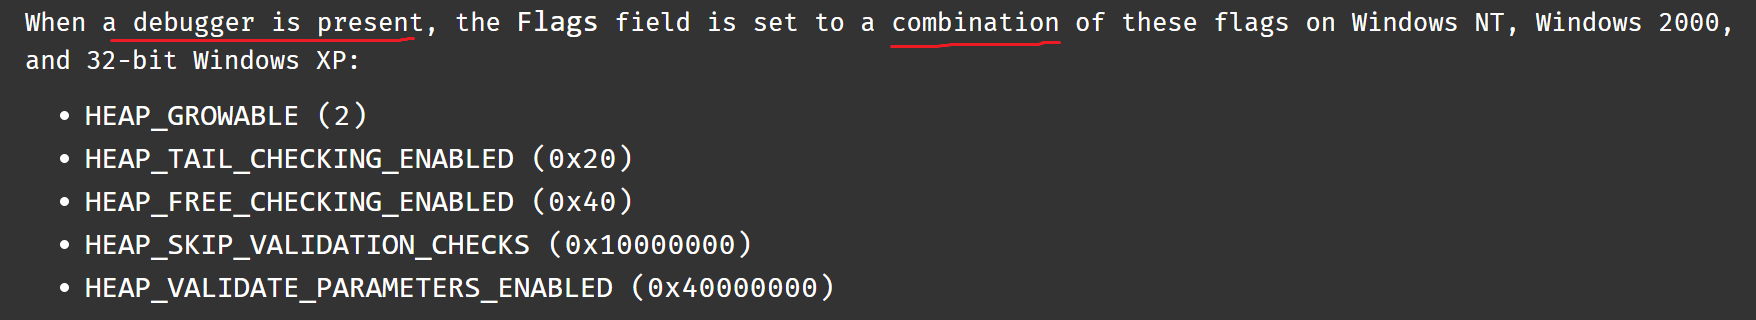 When a debugger is present, the Flags field is set to a combination of these flags on Windows NT, Windows 2000,
and 32-bit Windows XP:
• HEAP_GROWABLE (2)
• HEAP_TAIL_CHECKING_ENABLED (0x20)
• HEAP_FREE_CHECKING_ENABLED (0x40)
• HEAP_SKIP_VALIDATION_CHECKS (0x10000000)
• HEAP_VALIDATE_PARAMETERS_ENABLED (0x40000000)